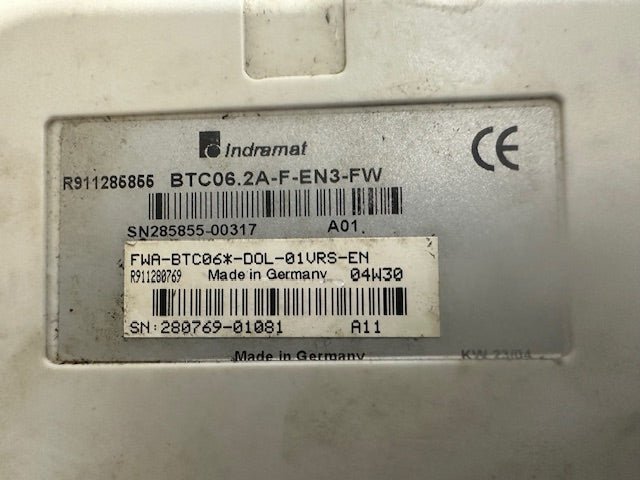 Indramat
CE
R911285855 BTC06.2A-F-EN3-FW
SN285855-00317 A01.
FWA-BTC06*-DOL-01VRS-EN
R911280769 Made in Germany 04W30
SN:280769-01081 A11
Made in Germany KW 23/04